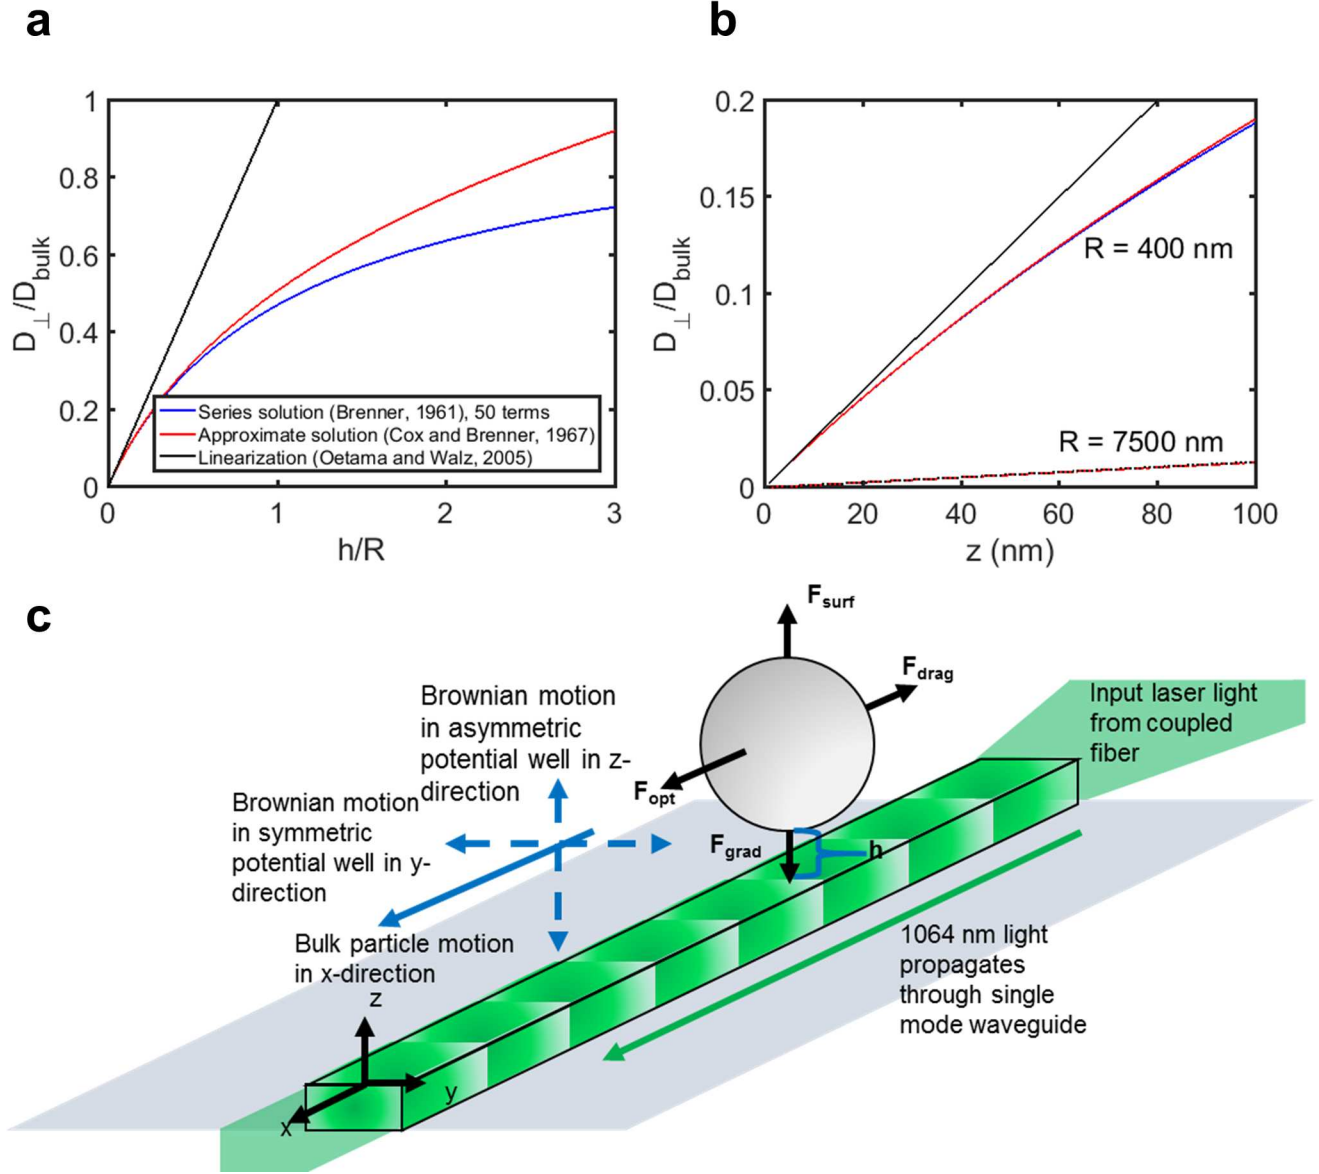 a
b
1
0.8
0.6
0.4
0.2
0
D⊥/Dbulk
Series solution (Brenner, 1961), 50 terms
Approximate solution (Cox and Brenner, 1967)
Linearization (Oetama and Walz, 2005)
0 1 2 3
h/R
0.2
0.15
0.1
0.05
0
D⊥/Dbulk
R = 400 nm
R = 7500 nm
0 20 40 60 80 100
z (nm)
c
Fsurf
Fdrag
Fopt
Fgrad
h
Input laser light
from coupled
fiber
Brownian motion
in asymmetric
potential well in z-
direction
Brownian motion
in symmetric
potential well in y-
direction
Bulk particle motion
in x-direction
1064 nm light
propagates
through single
mode waveguide
z
y
x